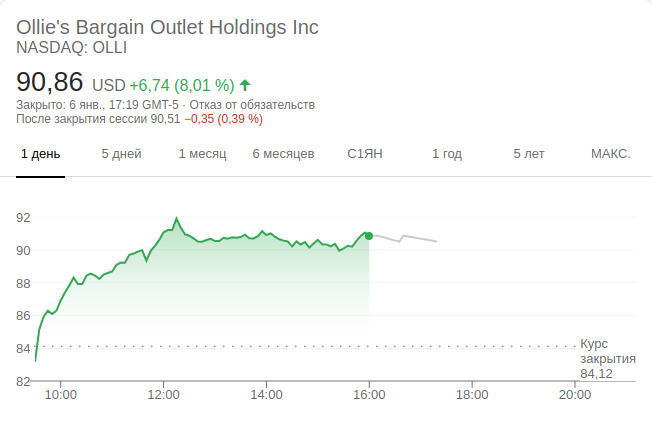 Ollie's Bargain Outlet Holdings Inc
NASDAQ: OLLI
90,86 USD +6,74 (8,01 %)
Закрыто: 6 янв., 17:19 GMT-5 · Отказ от обязательств
После закрытия сессии 90,51 −0,35 (0,39 %)
1 день 5 дней 1 месяц 6 месяцев С1ЯН 1 год 5 лет МАКС.
92
90
88
86
84
82
Курс
закрытия
84,12
10:00 12:00 14:00 16:00 18:00 20:00